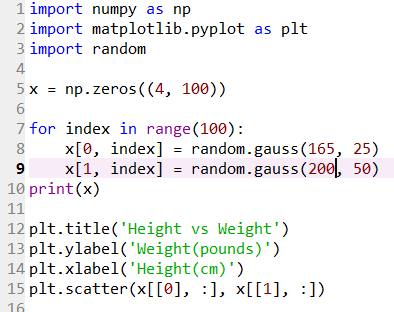 1 import numpy as np
2 import matplotlib.pyplot as plt
3 import random
4
5 x = np.zeros((4, 100))
6
7 for index in range(100):
8     x[0, index] = random.gauss(165, 25)
9     x[1, index] = random.gauss(200, 50)
10 print(x)
11
12 plt.title('Height vs Weight')
13 plt.ylabel('Weight(pounds)')
14 plt.xlabel('Height(cm)')
15 plt.scatter(x[[0], :], x[[1], :])
16